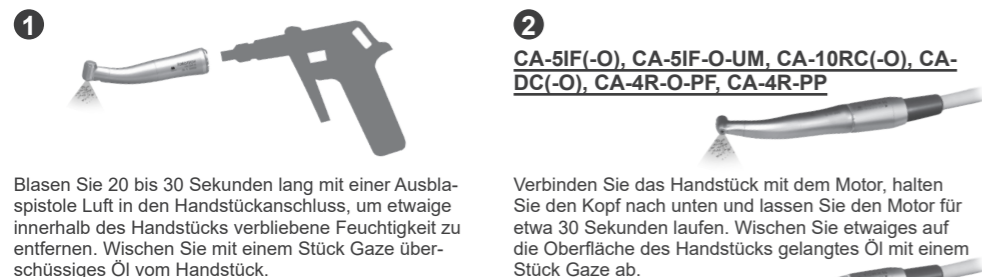 1
Blasen Sie 20 bis 30 Sekunden lang mit einer Ausbla-
spistole Luft in den Handstückanschluss, um etwaige
innerhalb des Handstücks verbliebene Feuchtigkeit zu
entfernen. Wischen Sie mit einem Stück Gaze über-
schüssiges Öl vom Handstück.
2
CA-5IF(-O), CA-5IF-O-UM, CA-10RC(-O), CA-
DC(-O), CA-4R-O-PF, CA-4R-PP
Verbinden Sie das Handstück mit dem Motor, halten
Sie den Kopf nach unten und lassen Sie den Motor für
etwa 30 Sekunden laufen. Wischen Sie etwaiges auf
die Oberfläche des Handstücks gelangtes Öl mit einem
Stück Gaze ab.